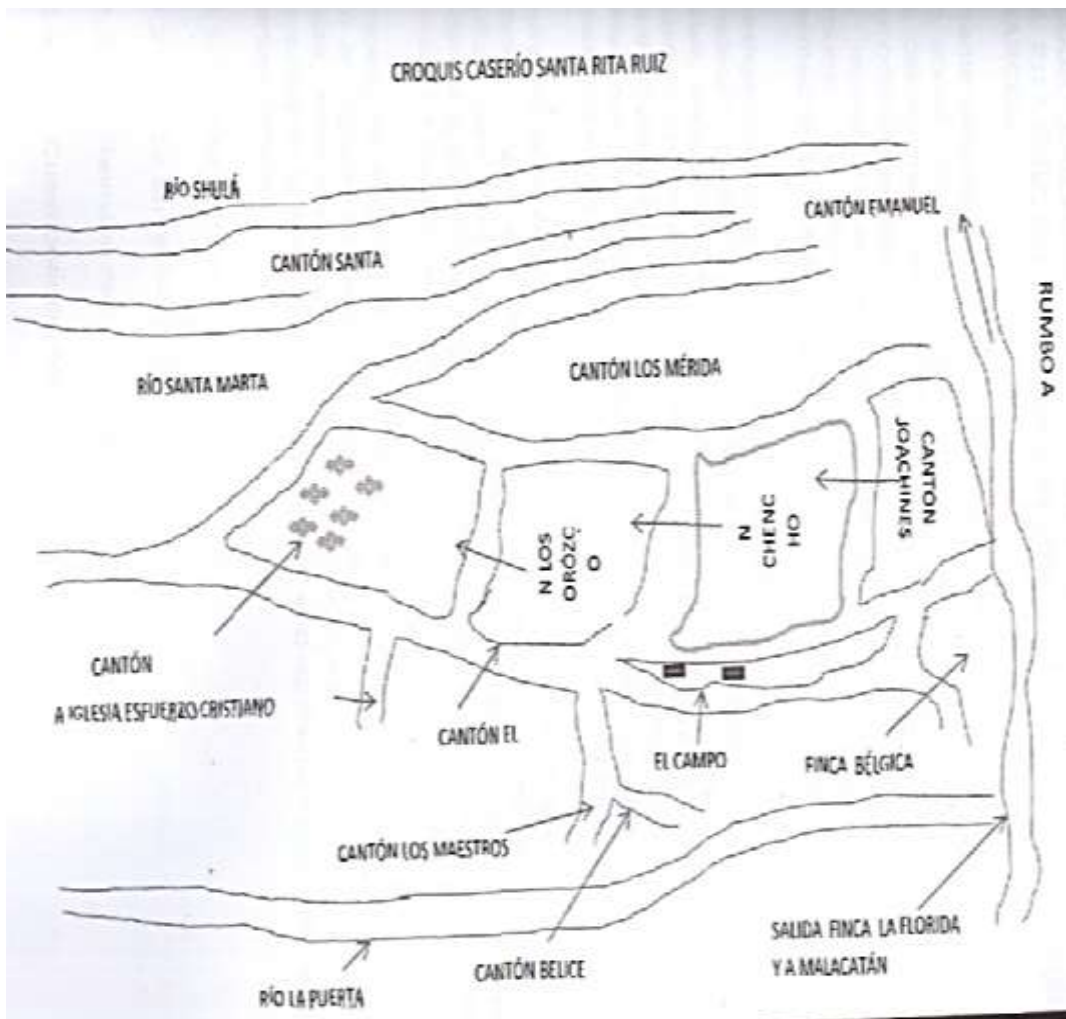 CROQUIS CASERÍO SANTA RITA RUIZ
RÍO SHULÁ
CANTÓN EMANUEL
CANTÓN SANTA
RUMBO A
RÍO SANTA MARTA
CANTÓN LOS MÉRIDA
CANTÓN
JOACHINES
N
CHENC
HO
N LOS
OROZC
O
CANTÓN
A IGLESIA ESFUERZO CRISTIANO
CANTÓN EL
EL CAMPO
FINCA BÉLGICA
CANTÓN LOS MAESTROS
CANTÓN BELICE
SALIDA FINCA LA FLORIDA
Y A MALACATÁN
RÍO LA PUERTA